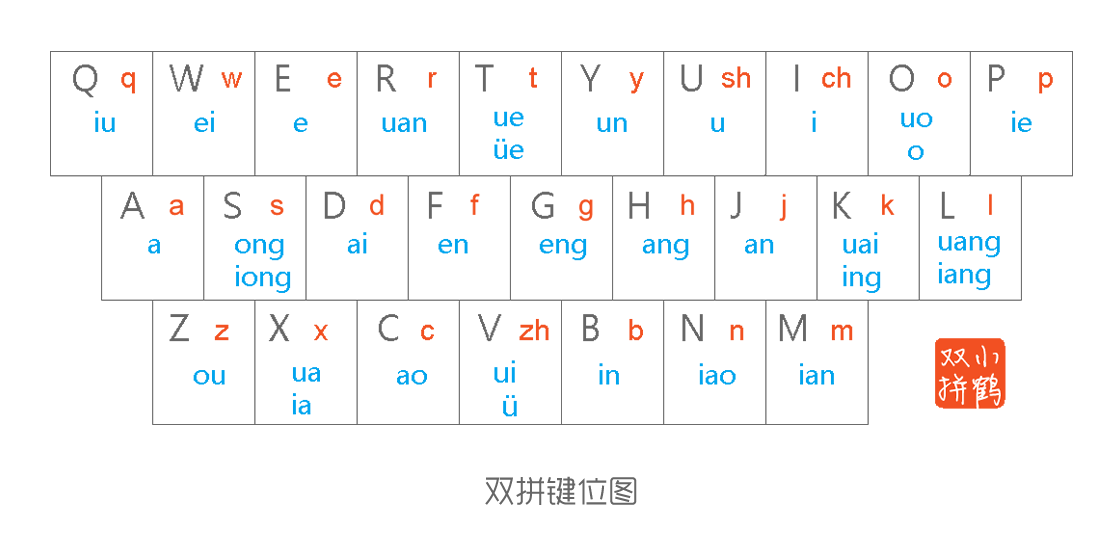 Q q W w E e R r T t Y y U sh I ch O o P p
iu ei e uan ue un u i uo ie
üe o
A a S s D d F f G g H h J j K k L l
a ong ai en eng ang an uai uang
iong ing iang
Z z X x C c V zh B b N n M m
ou ua ao ui in iao ian
ia ü
双小
拼鹤
双拼键位图